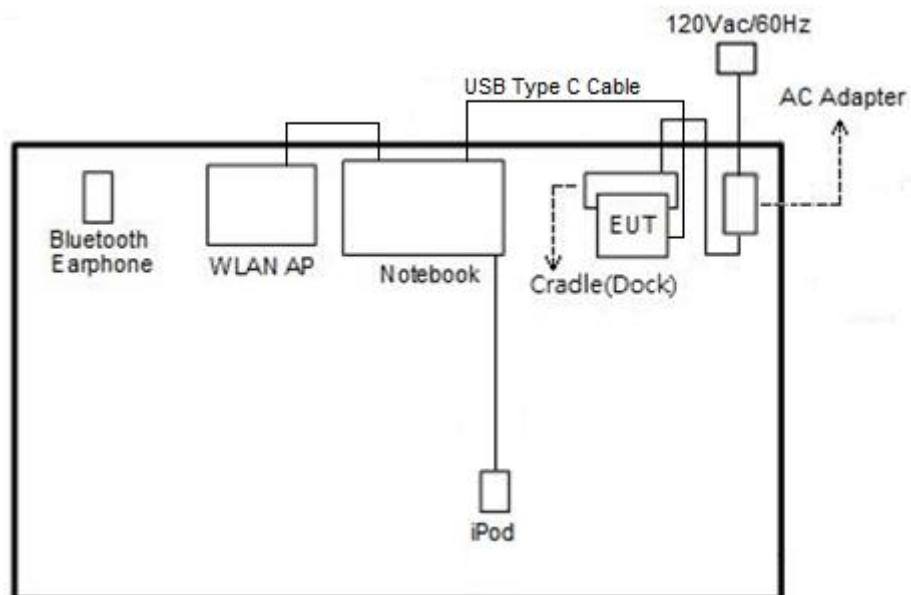 120Vac/60Hz
USB Type C Cable
AC Adapter
EUT
Bluetooth
Earphone
WLAN AP
Notebook
Cradle(Dock)
iPod